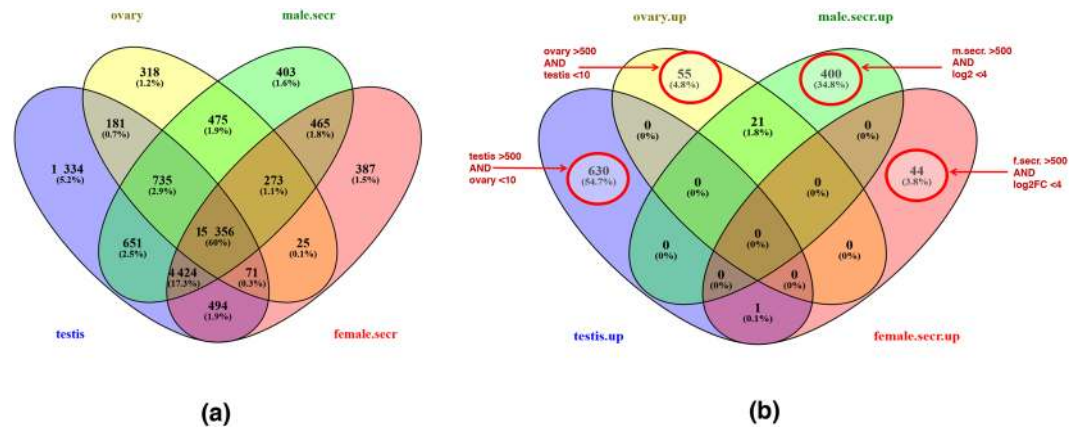 ovary
male.secr
318
(1.2%)
403
(1.6%)
181
(0.7%)
475
(1.9%)
465
(1.8%)
1 334
(5.2%)
387
(1.5%)
735
(2.9%)
273
(1.1%)
15 356
(60%)
651
(2.5%)
25
(0.1%)
4 424
(17.3%)
71
(0.3%)
494
(1.9%)
testis
female.secr
(a)
ovary.up
male.secr.up
ovary >500
AND
testis <10
55
(4.8%)
400
(34.8%)
m.secr. >500
AND
log2 <4
0
(0%)
21
(1.8%)
0
(0%)
testis >500
AND
ovary <10
630
(54.7%)
44
(3.8%)
f.secr. >500
AND
log2FC <4
0
(0%)
0
(0%)
0
(0%)
0
(0%)
0
(0%)
0
(0%)
0
(0%)
1
(0.1%)
testis.up
female.secr.up
(b)